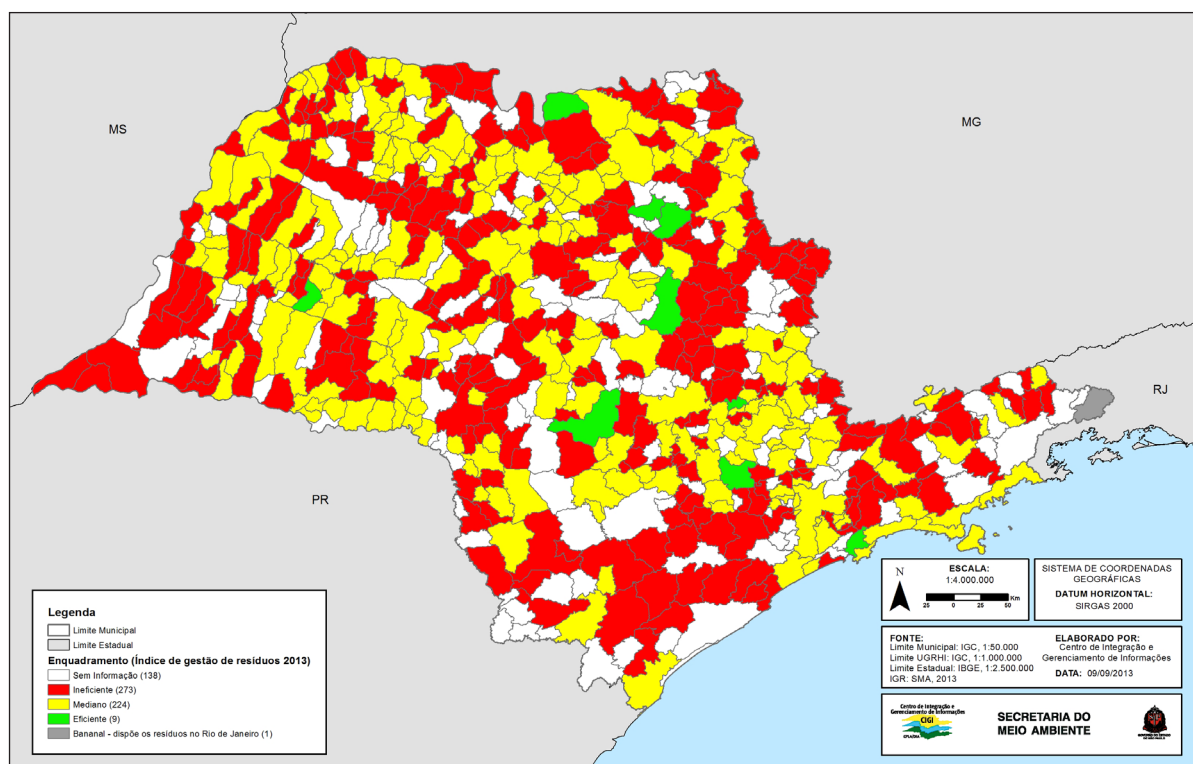 MS
MG
RJ
PR
Legenda
Limite Municipal
Limite Estadual
Enquadramento (Índice de gestão de resíduos 2013)
Sem Informação (138)
Ineficiente (273)
Mediano (224)
Eficiente (9)
Bananal - dispõe os resíduos no Rio de Janeiro (1)
N
ESCALA:
1:4.000.000
25 0 25 50 Km
SISTEMA DE COORDENADAS
GEOGRÁFICAS
DATUM HORIZONTAL:
SIRGAS 2000
FONTE:
Limite Municipal: IGC, 1:50.000
Limite UGRHI: IGC, 1:1.000.000
Limite Estadual: IBGE, 1:2.500.000
IGR: SMA, 2013
ELABORADO POR:
Centro de Integração e
Gerenciamento de Informações
DATA: 09/09/2013
Centro de Integração e
Gerenciamento de Informações
CIGI
CPLA/SMA
SECRETARIA DO
MEIO AMBIENTE